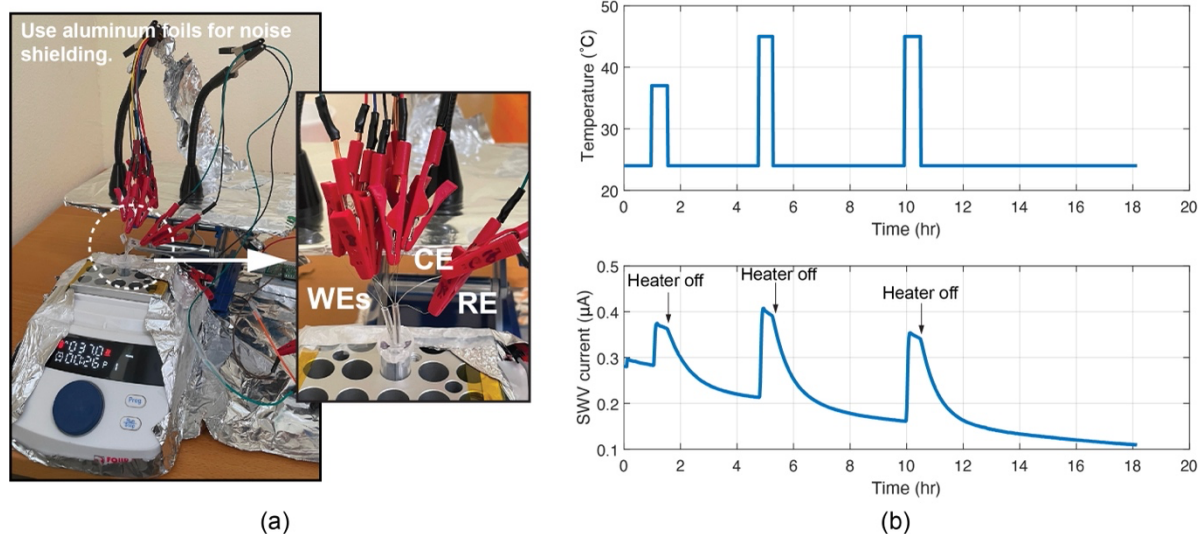 Use aluminum foils for noise
shielding.
WEs
CE
RE
Prog
(a)
Temperature (˚C)
50
40
30
20
0 2 4 6 8 10 12 14 16 18 20
Time (hr)
SWV current (µA)
0.5
0.4
0.3
0.2
0.1
Heater off
Heater off
Heater off
0 2 4 6 8 10 12 14 16 18 20
Time (hr)
(b)